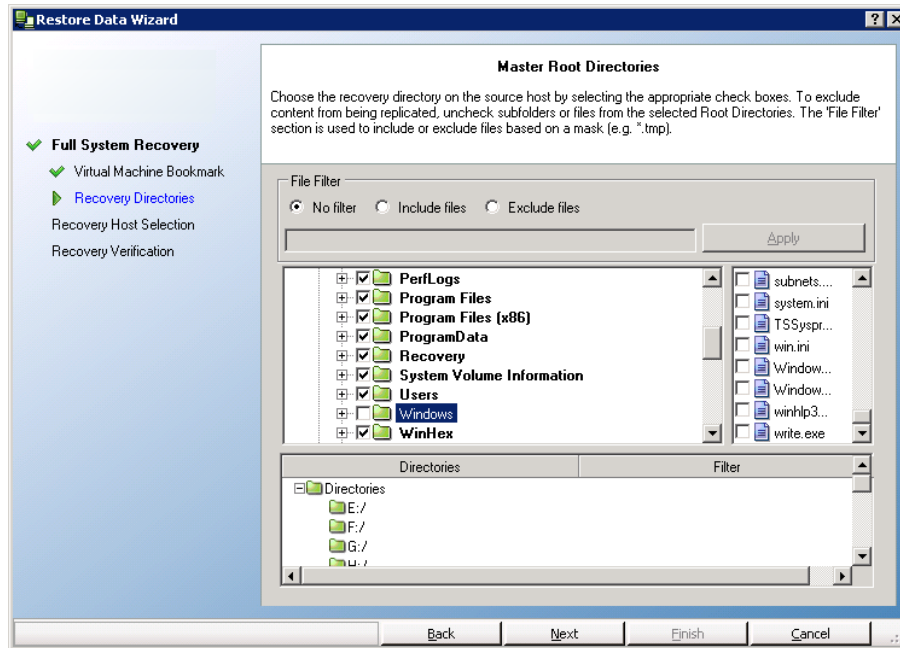 Restore Data Wizard
Full System Recovery
Virtual Machine Bookmark
Recovery Directories
Recovery Host Selection
Recovery Verification
Master Root Directories
Choose the recovery directory on the source host by selecting the appropriate check boxes. To exclude
content from being replicated, uncheck subfolders or files from the selected Root Directories. The 'File Filter'
section is used to include or exclude files based on a mask (e.g. *.tmp).
File Filter
No filter Include files Exclude files
Apply
PerfLogs
Program Files
Program Files (x86)
ProgramData
Recovery
System Volume Information
Users
Windows
WinHex
subnets....
system.ini
TSSyspr...
win.ini
Window...
Window...
winhlp3...
write.exe
Directories Filter
Directories
E:/
F:/
G:/
H:/
Back Next Finish Cancel